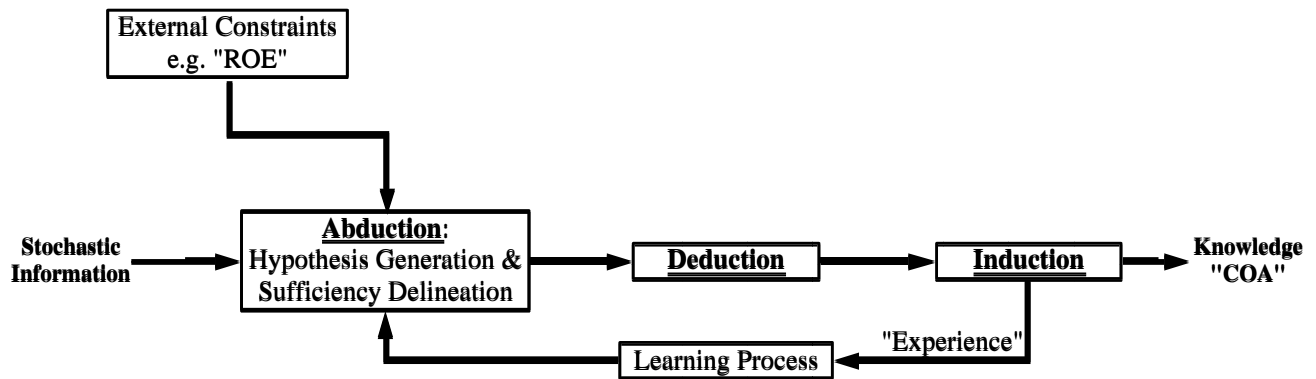 External Constraints
e.g. "ROE"
Abduction:
Hypothesis Generation &
Sufficiency Delineation
Stochastic
Information
Deduction
Induction
Knowledge
"COA"
"Experience"
Learning Process